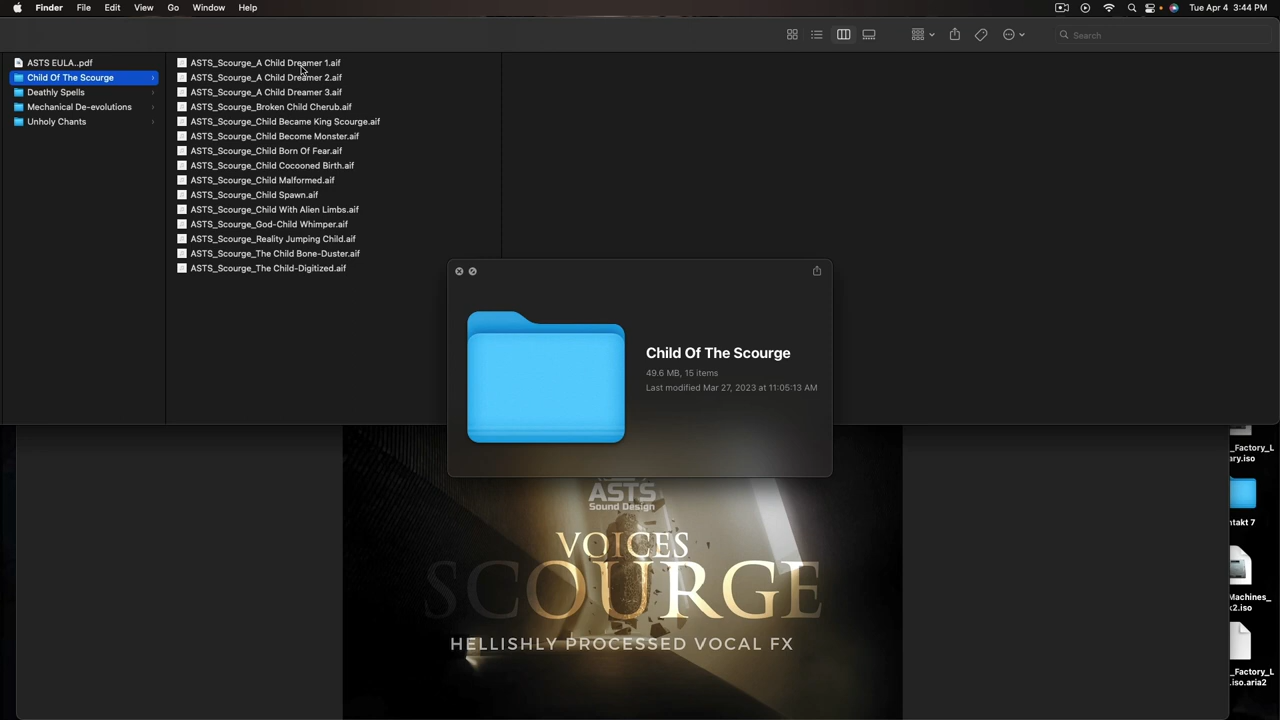 Finder File Edit View Go Window Help
Tue Apr 4 3:44 PM
Search
ASTS EULA..pdf
Child Of The Scourge
Deathly Spells
Mechanical De-evolutions
Unholy Chants
ASTS_Scourge_A Child Dreamer 1.aif
ASTS_Scourge_A Child Dreamer 2.aif
ASTS_Scourge_A Child Dreamer 3.aif
ASTS_Scourge_Broken Child Cherub.aif
ASTS_Scourge_Child Became King Scourge.aif
ASTS_Scourge_Child Become Monster.aif
ASTS_Scourge_Child Born Of Fear.aif
ASTS_Scourge_Child Cocooned Birth.aif
ASTS_Scourge_Child Malformed.aif
ASTS_Scourge_Child Spawn.aif
ASTS_Scourge_Child With Alien Limbs.aif
ASTS_Scourge_God-Child Whimper.aif
ASTS_Scourge_Reality Jumping Child.aif
ASTS_Scourge_The Child Bone-Duster.aif
ASTS_Scourge_The Child-Digitized.aif
Child Of The Scourge
49.6 MB, 15 items
Last modified Mar 27, 2023 at 11:05:13 AM
ASTS
Sound Design
VOICES
SCOURGE
HELLISHLY PROCESSED VOCAL FX
_Factory_L
ary.iso
ntakt 7
Machines_
x2.iso
_Factory_L
.iso.aria2